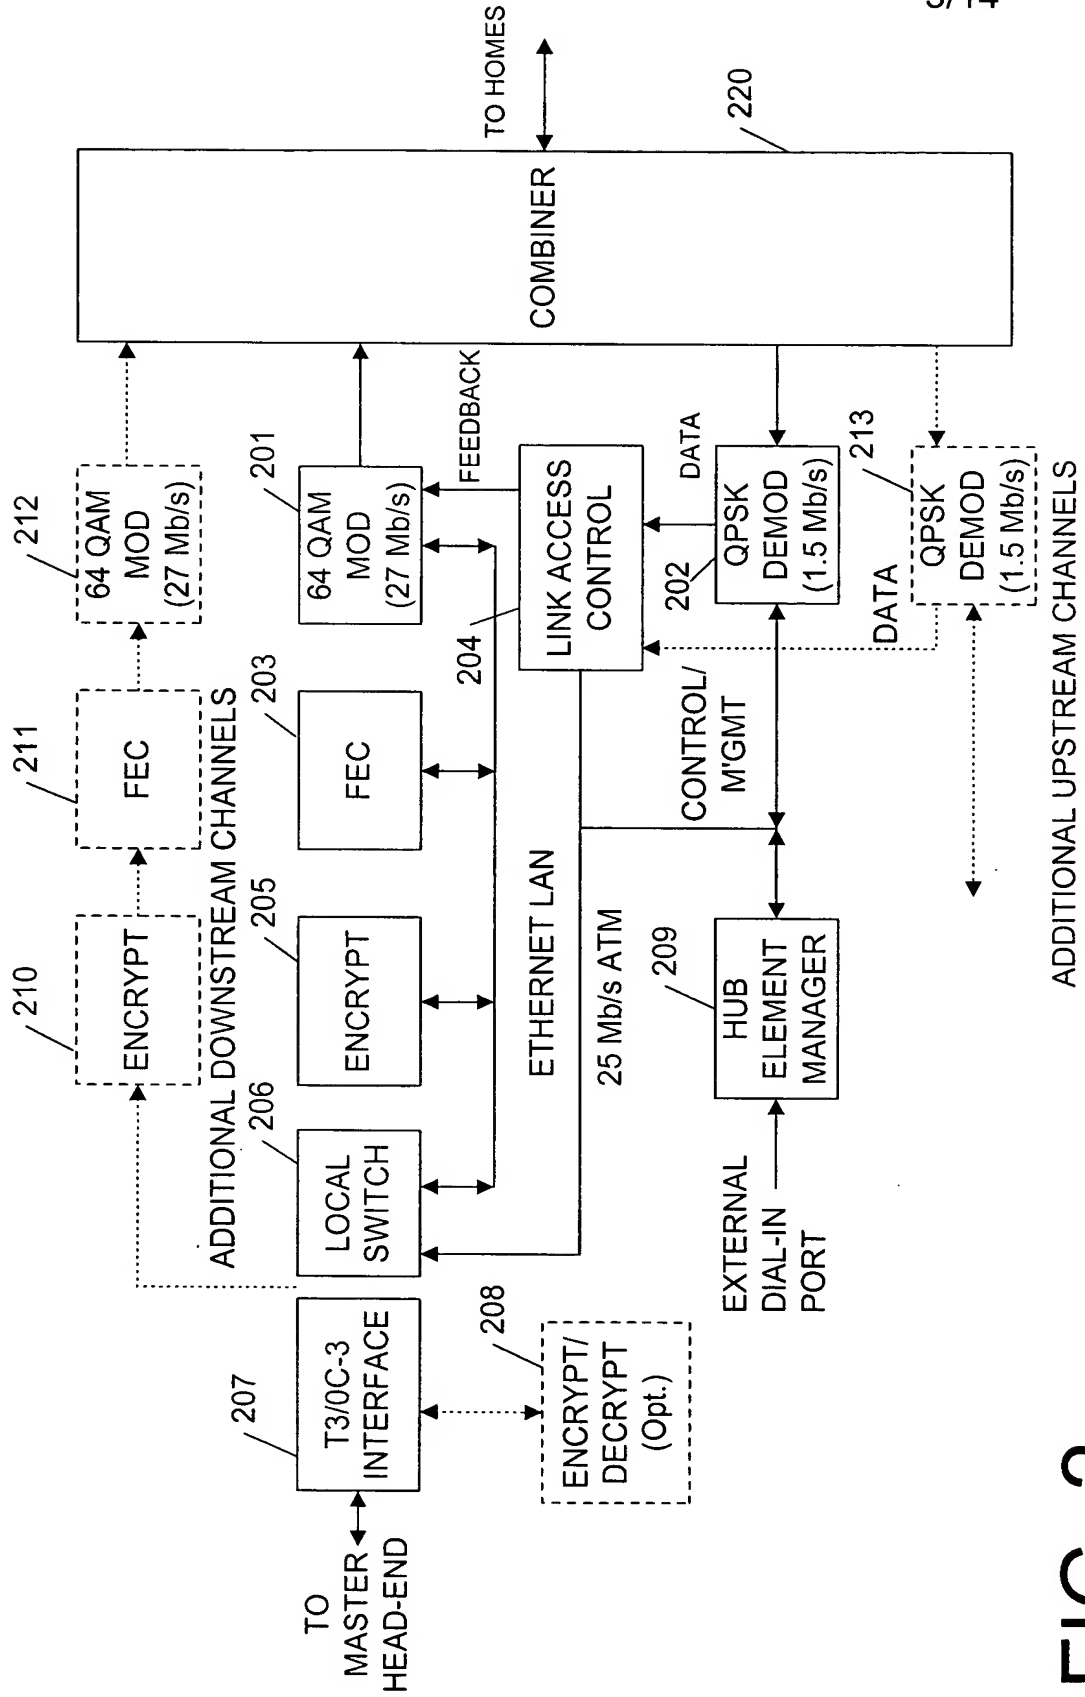 3/14
TO HOMES
220
COMBINER
212
64 QAM
MOD
(27 Mb/s)
211
FEC
210
ENCRYPT
ADDITIONAL DOWNSTREAM CHANNELS
201
64 QAM
MOD
(27 Mb/s)
FEEDBACK
203
FEC
205
ENCRYPT
206
LOCAL
SWITCH
207
T3/0C-3
INTERFACE
TO
MASTER
HEAD-END
208
ENCRYPT/
DECRYPT
(Opt.)
204
LINK ACCESS
CONTROL
ETHERNET LAN
25 Mb/s ATM
DATA
202
QPSK
DEMOD
(1.5 Mb/s)
CONTROL/
M'GMT
209
HUB
ELEMENT
MANAGER
EXTERNAL
DIAL-IN
PORT
213
QPSK
DEMOD
(1.5 Mb/s)
DATA
ADDITIONAL UPSTREAM CHANNELS